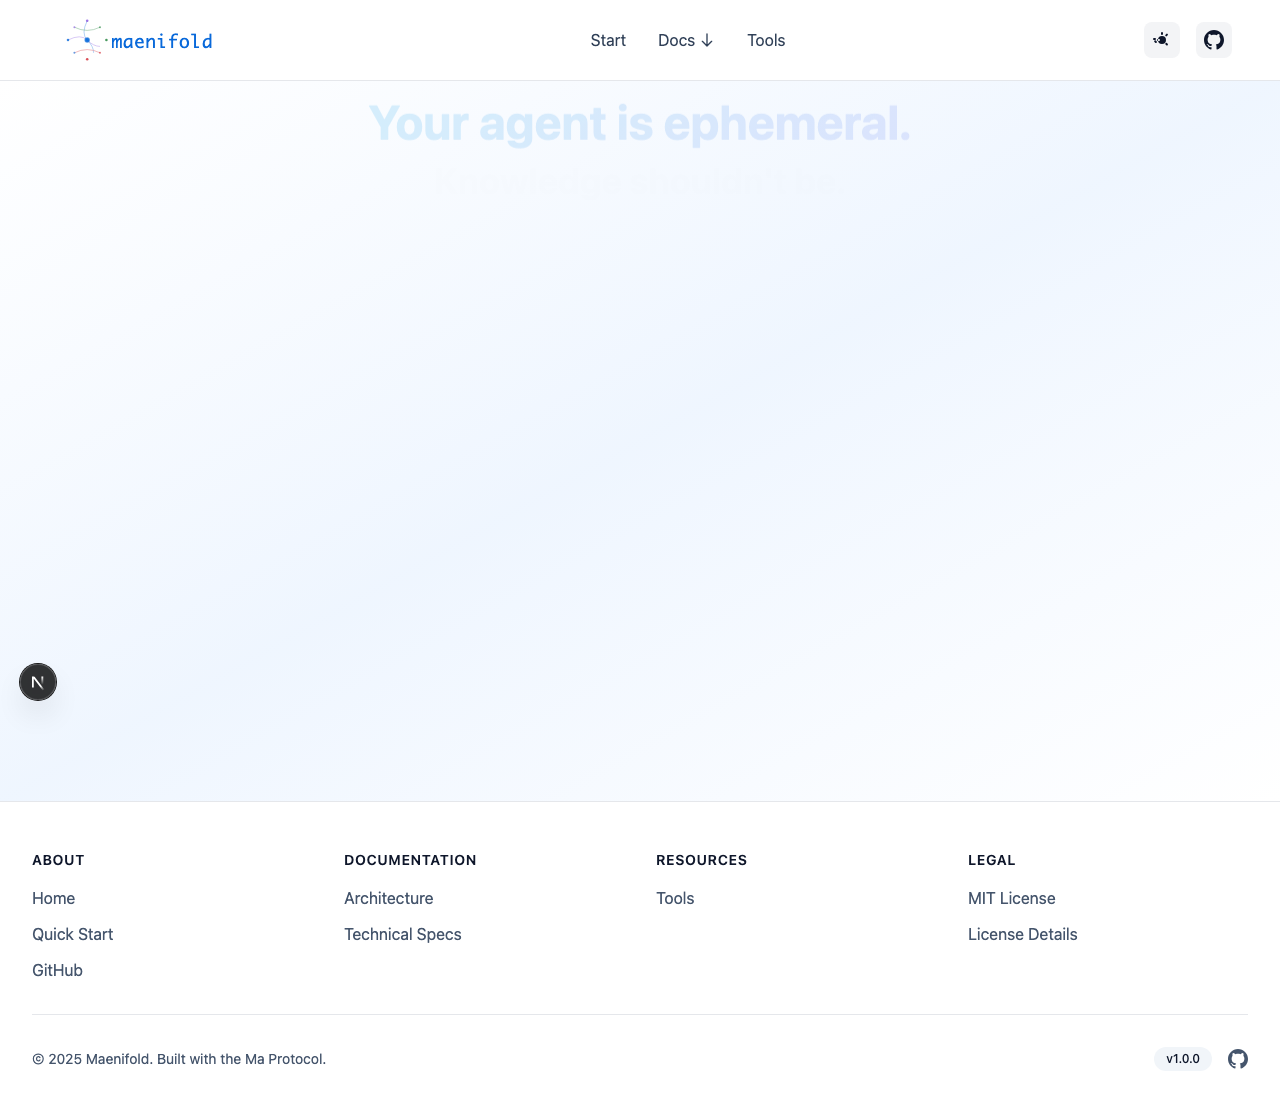 maenifold
Start
Docs ↓
Tools
Your agent is ephemeral.
ABOUT
Home
Quick Start
GitHub
DOCUMENTATION
Architecture
Technical Specs
RESOURCES
Tools
LEGAL
MIT License
License Details
© 2025 Maenifold. Built with the Ma Protocol.
v1.0.0